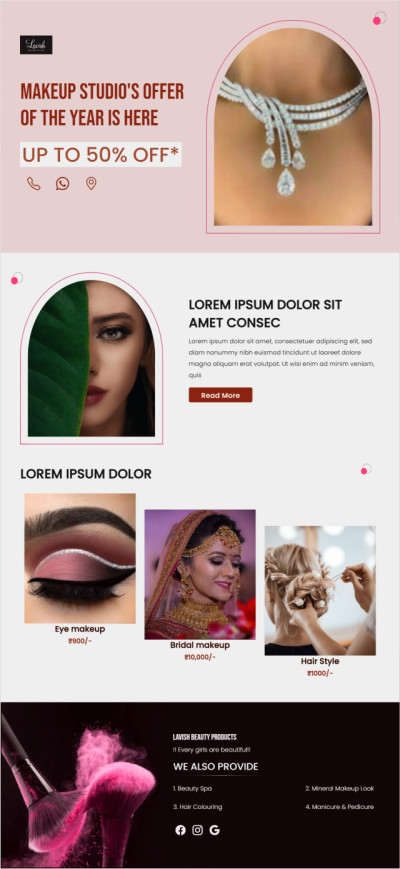 Lavish
MAKEUP STUDIO'S OFFER
OF THE YEAR IS HERE
UP TO 50% OFF*
LOREM IPSUM DOLOR SIT
AMET CONSEC
Lorem ipsum dolor sit amet, consectetuer adipiscing elit, sed
diam nonummy nibh euismod tincidunt ut laoreet dolore
magna aliquam erat volutpat. Ut wisi enim ad minim veniam,
quis
Read More
LOREM IPSUM DOLOR
Eye makeup
₹900/-
Bridal makeup
₹10,000/-
Hair Style
₹1000/-
LAVISH BEAUTY PRODUCTS
!! Every girls are beautiful!!
WE ALSO PROVIDE
1. Beauty Spa
2. Mineral Makeup Look
3. Hair Colouring
4. Manicure & Pedicure